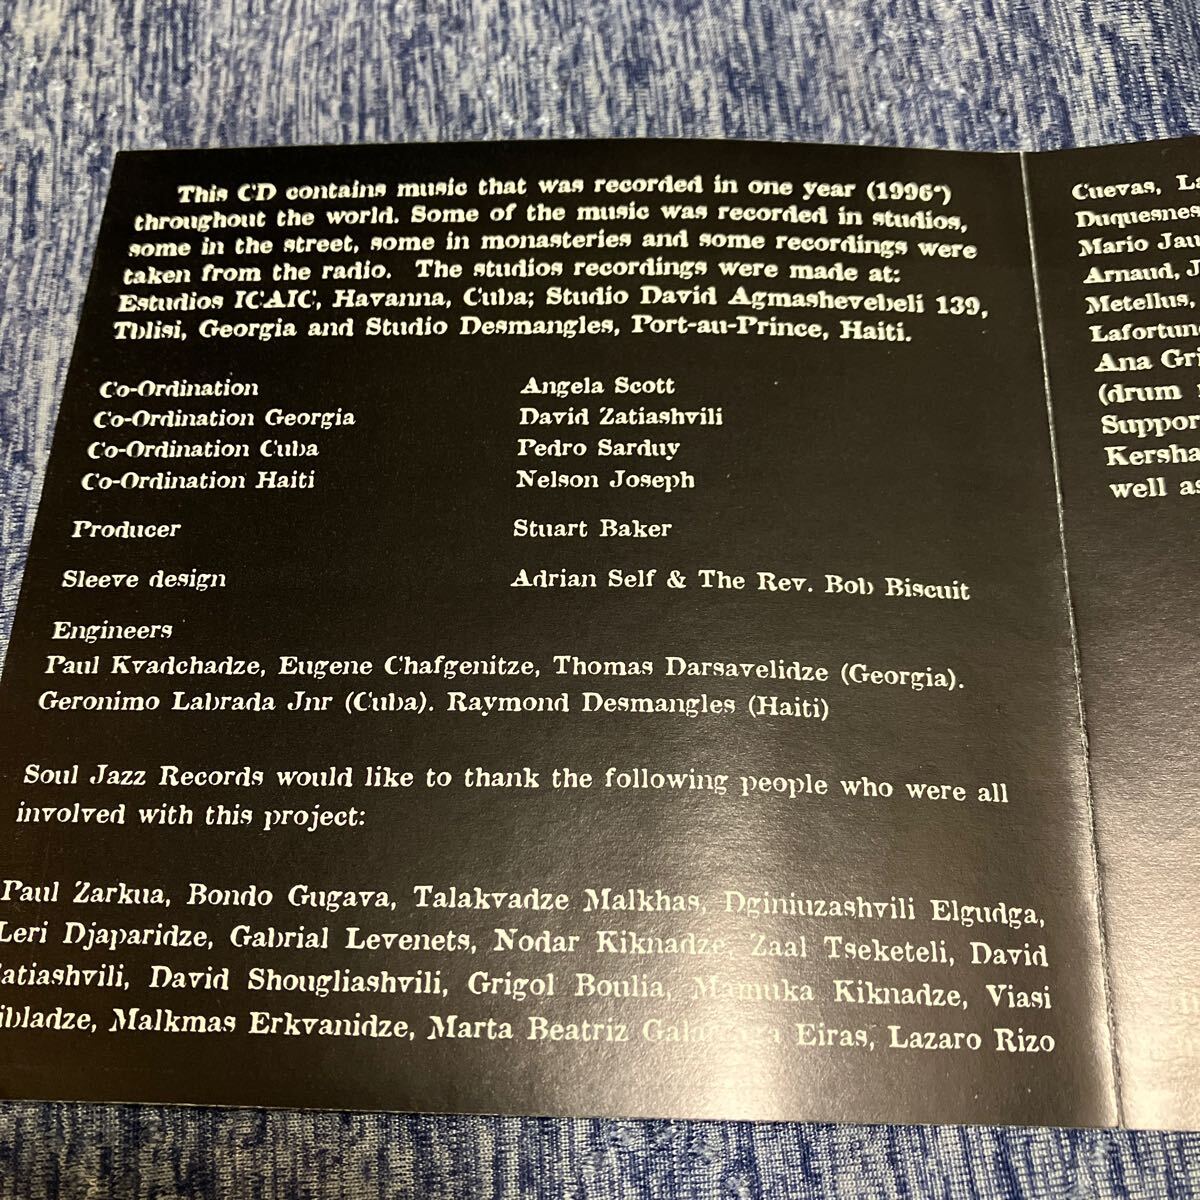 This CD contains music that was recorded in one year (1996*)
throughout the world. Some of the music was recorded in studios,
some in the street, some in monasteries and some recordings were
taken from the radio. The studios recordings were made at:
Estudios ICAIC, Havanna, Cuba; Studio David Agmashevebeli 139,
Tblisi, Georgia and Studio Desmangles, Port-au-Prince, Haiti.
Co-Ordination Angela Scott
Co-Ordination Georgia David Zatiashvili
Co-Ordination Cuba Pedro Sarduy
Co-Ordination Haiti Nelson Joseph
Producer Stuart Baker
Sleeve design Adrian Self & The Rev. Bob Biscuit
Engineers
Paul Kvadchadze, Eugene Chafgenitze, Thomas Darsavelidze (Georgia).
Geronimo Labrada Jnr (Cuba). Raymond Desmangles (Haiti)
Soul Jazz Records would like to thank the following people who were all
involved with this project:
Paul Zarkua, Bondo Gugava, Talakvadze Malkhas, Dginiuzashvili Elgudga,
Leri Djaparidze, Gabrial Levenets, Nodar Kiknadze, Zaal Tseketeli, David
atiashvili, David Shougliashvili, Grigol Boulia, Mamuka Kiknadze, Viasi
ibladze, Malkmas Erkvanidze, Marta Beatriz Eiras, Lazaro Rizo
Cuevas, La
Duquesnes
Mario Jau
Arnaud, J
Metellus,
Lafortun
Ana Gri
(drum
Suppor
Kersha
well as